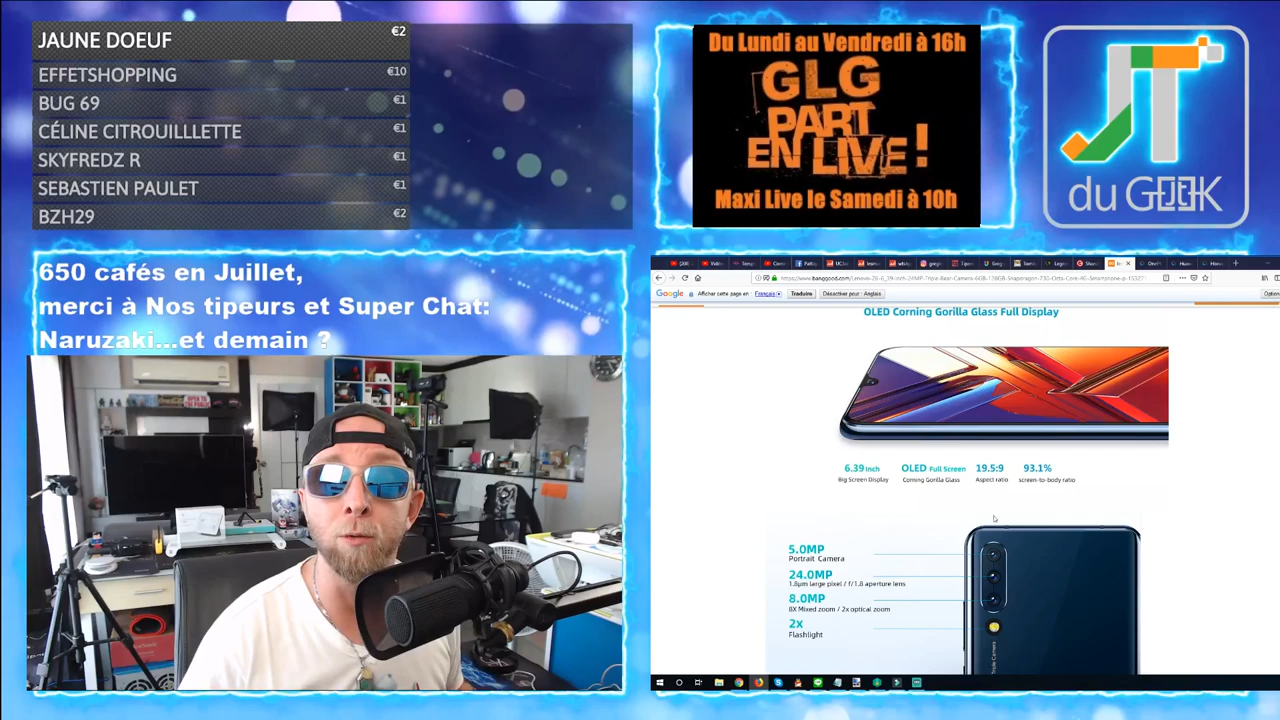 JAUNE DOEUF €2
EFFETSHOPPING €10
BUG 69 €1
CÉLINE CITROUILLLETTE €1
SKYFREDZ R €1
SEBASTIEN PAULET €1
BZH29 €2
Du Lundi au Vendredi à 16h
GLG
PART
EN LIVE !
Maxi Live le Samedi à 10h
JT
du GEEK
650 cafés en Juillet,
merci à nos tipeurs et Super Chat:
Naruzaki...et demain ?
Google Afficher cette page en : Français Traduire Désactiver pour : Anglais
OLED Corning Gorilla Glass Full Display
6.39 inch OLED Full Screen 19.5:9 93.1%
Big Screen Display Corning Gorilla Glass Aspect ratio screen-to-body ratio
5.0MP
Portrait Camera
24.0MP
1.8μm large pixel / f/1.8 aperture lens
8.0MP
8X Mixed zoom / 2x optical zoom
2x
Flashlight
Triple Camera